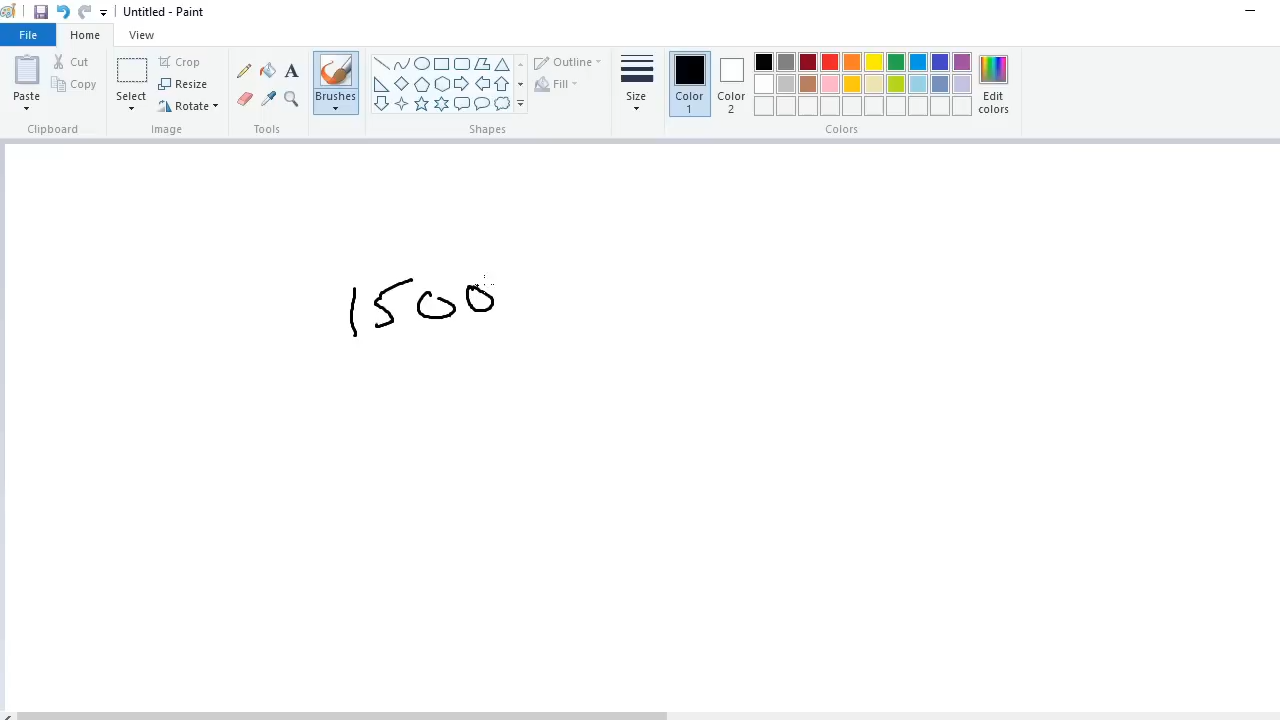 Untitled - Paint
File Home View
Paste Cut Copy Clipboard
Select Crop Resize Rotate Image
Tools
Brushes
Shapes
Outline Fill
Size
Color 1 Color 2 Edit colors Colors
1500